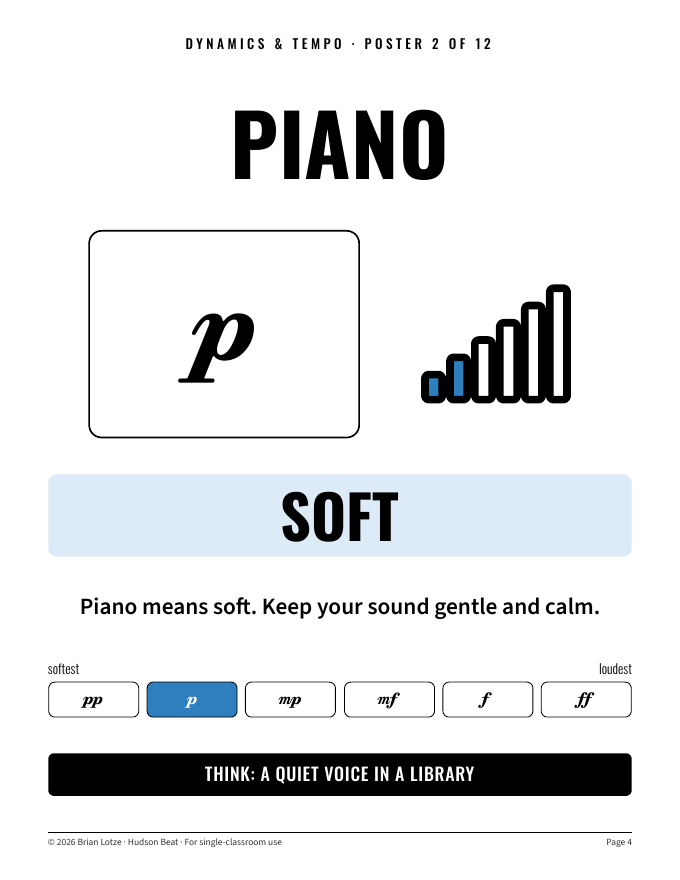 DYNAMICS & TEMPO · POSTER 2 OF 12
PIANO
p
SOFT
Piano means soft. Keep your sound gentle and calm.
softest loudest
pp p mp mf f ff
THINK: A QUIET VOICE IN A LIBRARY
© 2026 Brian Lotze · Hudson Beat · For single-classroom use Page 4